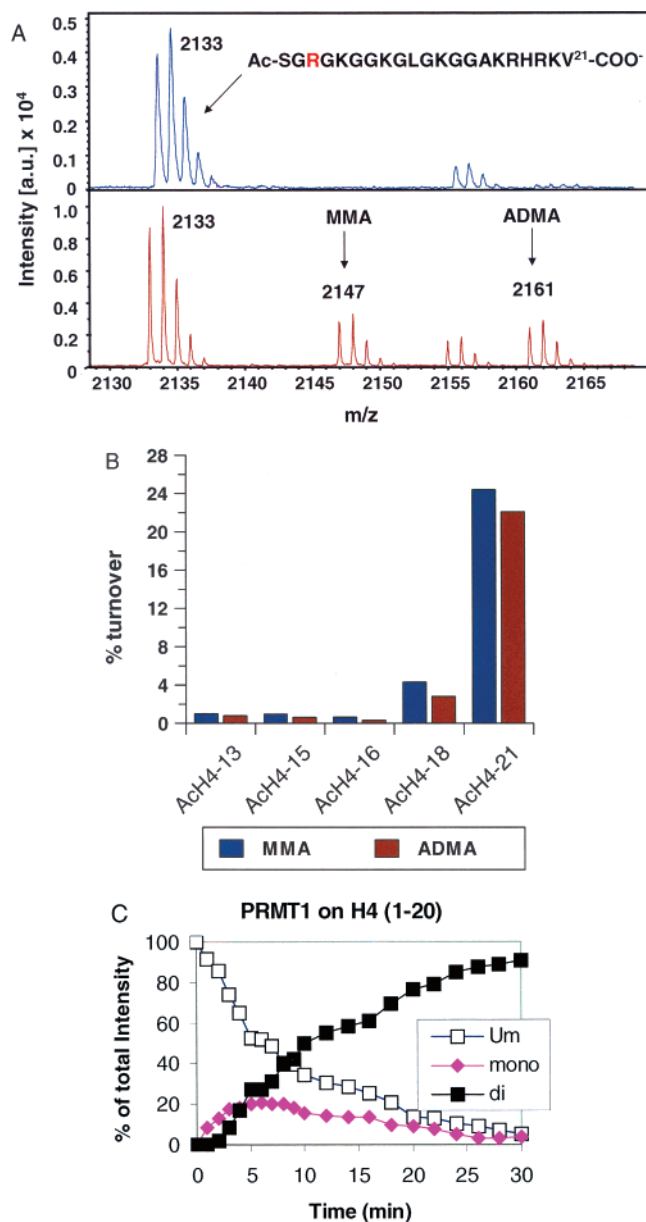 A
Intensity [a.u.] x 10⁴
0.5
0.4
0.3
0.2
0.1
0
2133
Ac-SGRGKGGKGLGKGGAKRHRKV²¹-COO⁻
1.0
0.8
0.6
0.4
0.2
0
2133
MMA
2147
ADMA
2161
2130 2135 2140 2145 2150 2155 2160 2165
m/z
B
% turnover
28
24
20
16
12
8
4
0
AcH4-13 AcH4-15 AcH4-16 AcH4-18 AcH4-21
MMA ADMA
C
PRMT1 on H4 (1-20)
% of total Intensity
100
80
60
40
20
0
Um
mono
di
0 5 10 15 20 25 30
Time (min)